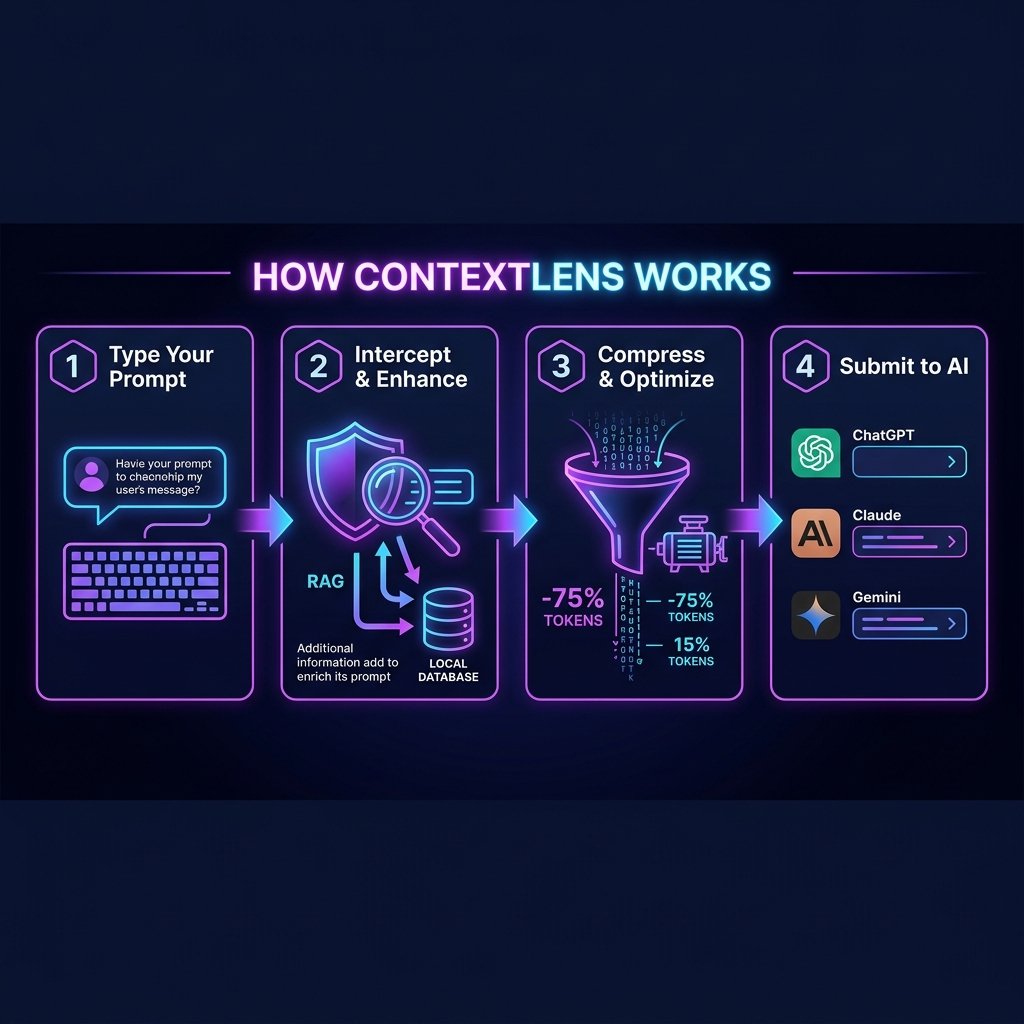 HOW CONTEXTLENS WORKS
1
Type Your
Prompt
Havie your prompt
to my
user's message?
2
Intercept
& Enhance
RAG
Additional
information add to
enrich its prompt
LOCAL
DATABASE
3
Compress
& Optimize
-75%
TOKENS
-75%
TOKENS
15%
TOKENS
4
Submit to AI
ChatGPT
Claude
AI
Gemini